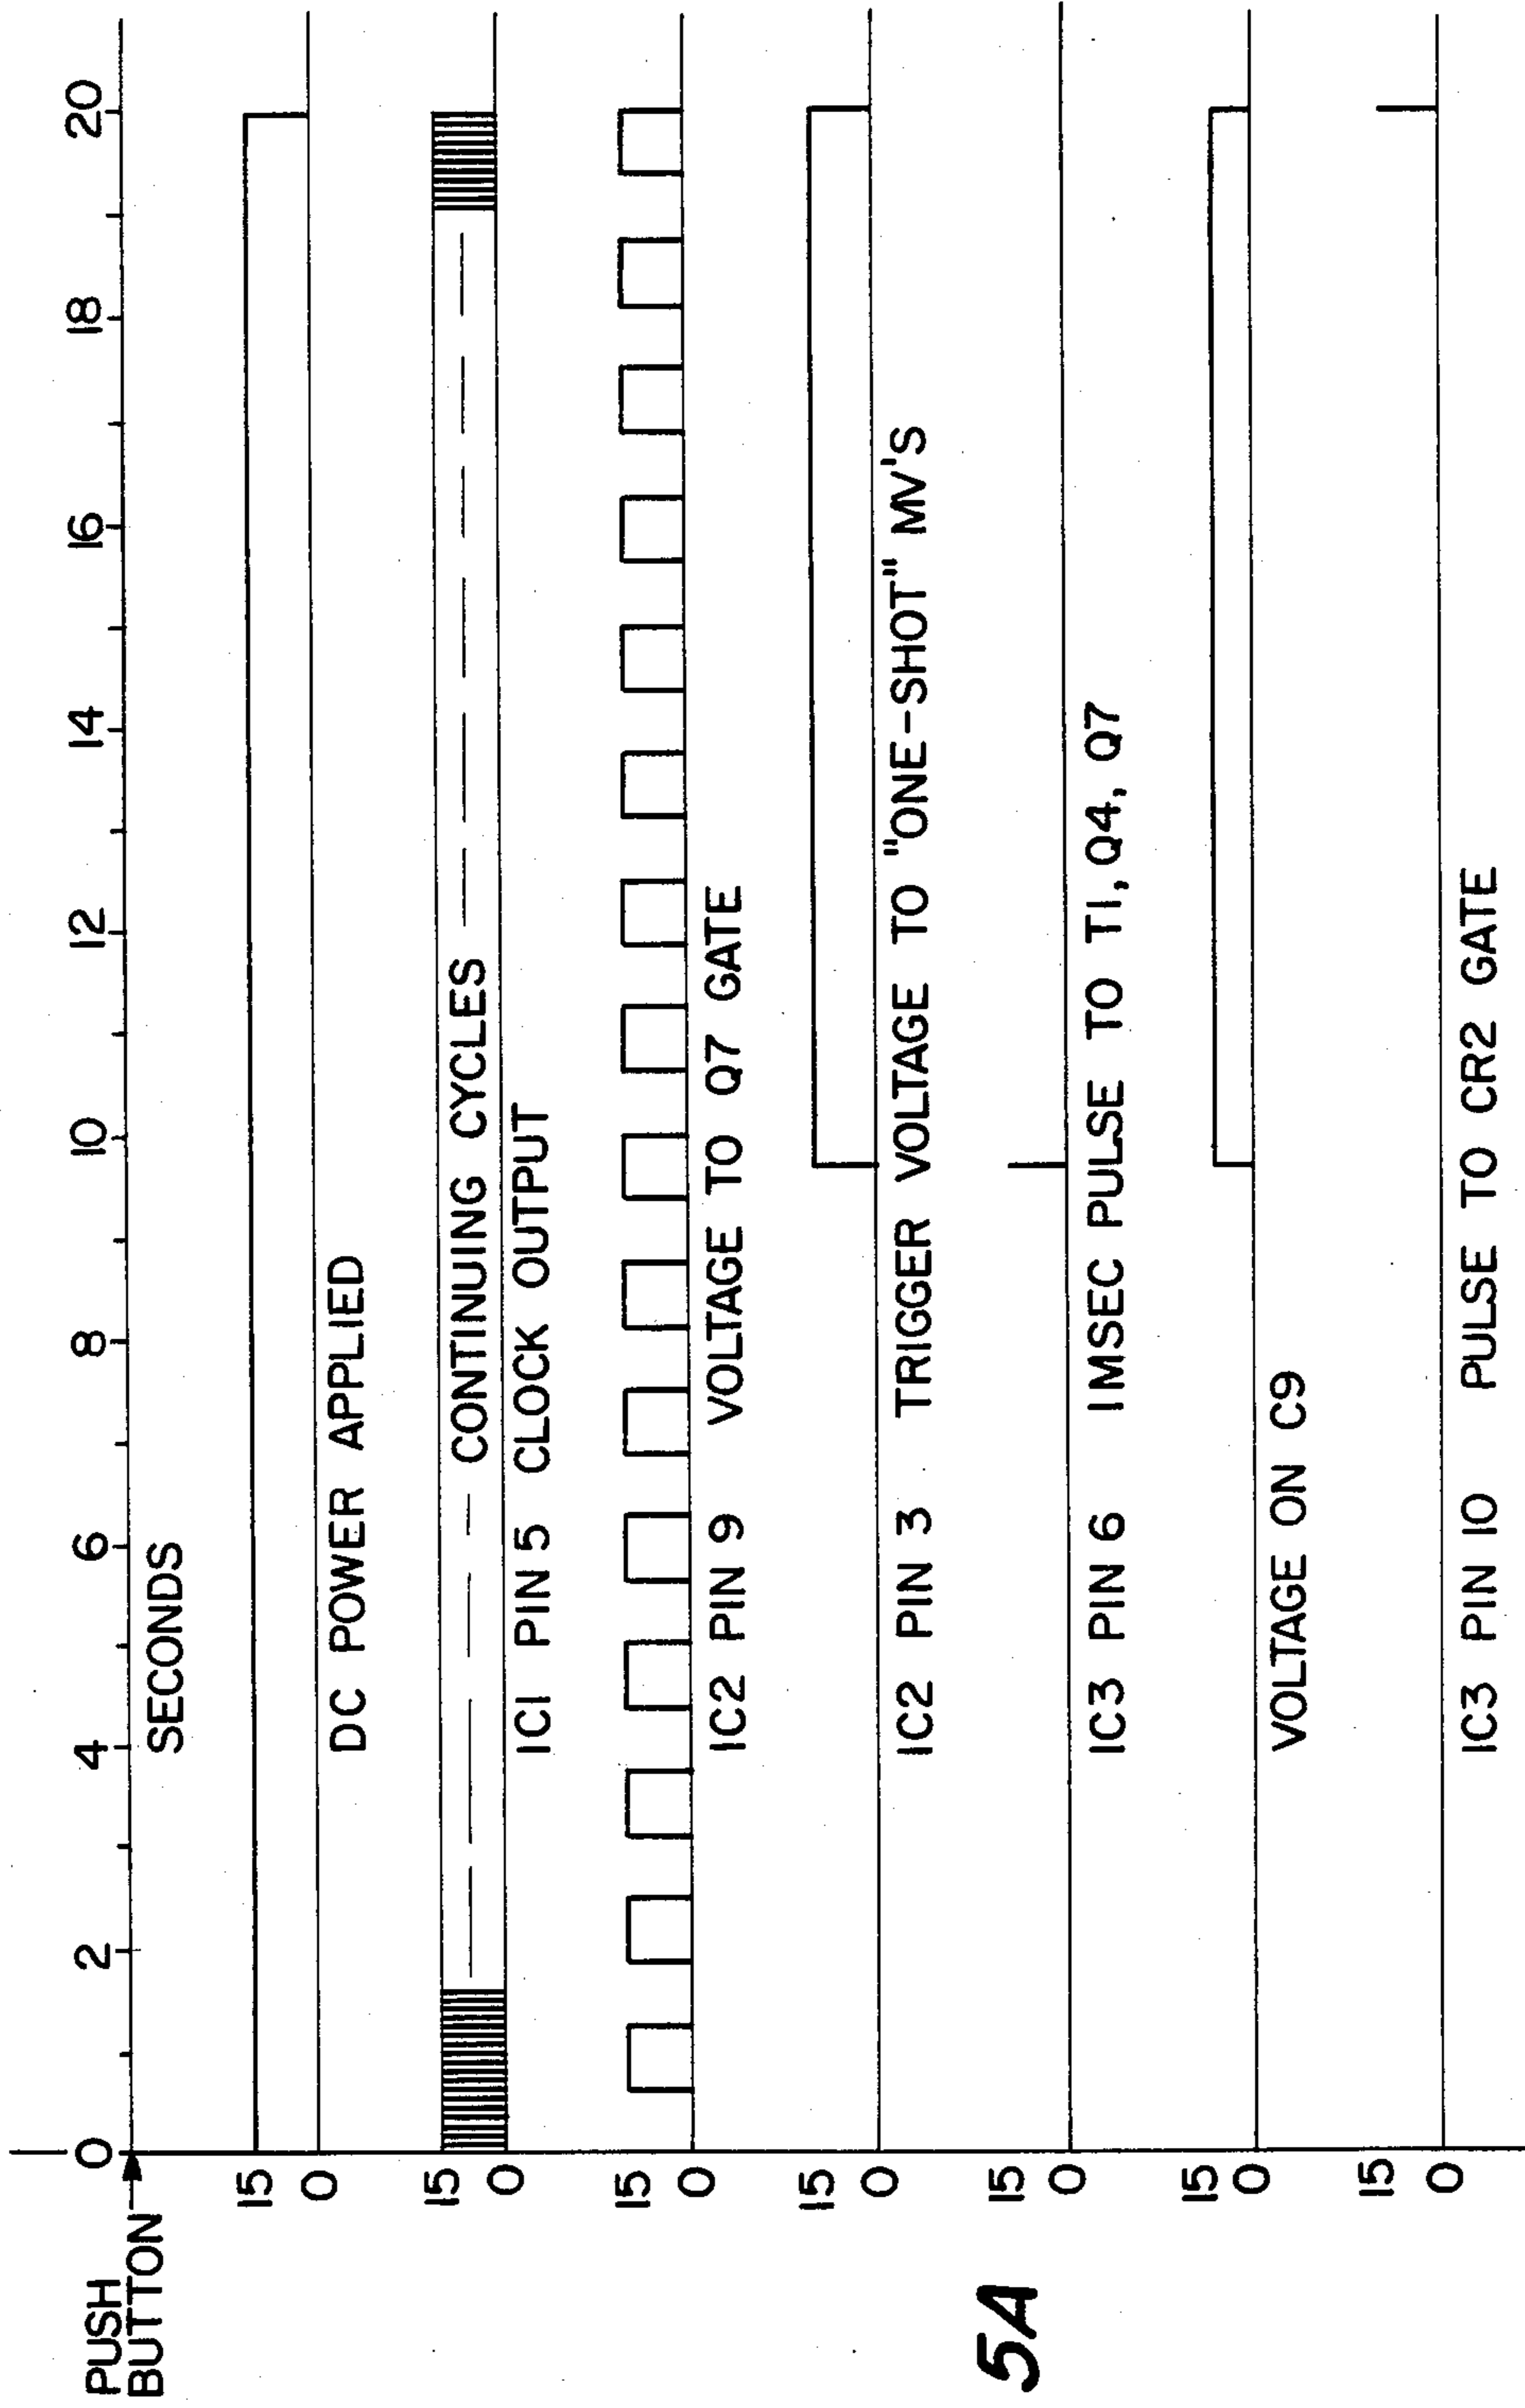 PUSH
BUTTON
0 2 4 6 8 10 12 14 16 18 20
SECONDS
15
0
DC POWER APPLIED
15
0
CONTINUING CYCLES
IC1 PIN 5 CLOCK OUTPUT
15
0
IC2 PIN 9 VOLTAGE TO Q7 GATE
15
0
IC2 PIN 3 TRIGGER VOLTAGE TO "ONE-SHOT" MV'S
15
0
IC3 PIN 6 1MSEC PULSE TO T1, Q4, Q7
15
0
VOLTAGE ON C9
15
0
IC3 PIN 10 PULSE TO CR2 GATE
5A